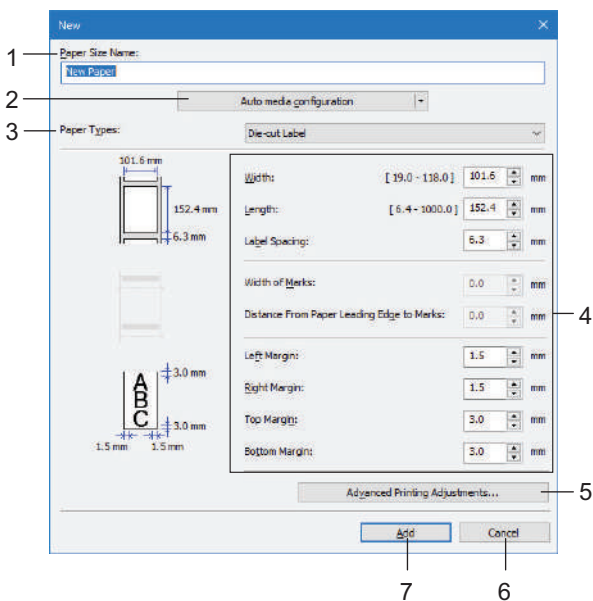 New
1 Paper Size Name:
New Paper
2 Auto media configuration
3 Paper Types: Die-cut Label
101.6 mm
152.4 mm
6.3 mm
Width: [ 19.0 - 118.0 ] 101.6 mm
Length: [ 6.4 - 1000.0 ] 152.4 mm
Label Spacing: 6.3 mm
Width of Marks: 0.0 mm
Distance From Paper Leading Edge to Marks: 0.0 mm
4
ABC
3.0 mm
3.0 mm
1.5 mm 1.5 mm
Left Margin: 1.5 mm
Right Margin: 1.5 mm
Top Margin: 3.0 mm
Bottom Margin: 3.0 mm
Advanced Printing Adjustments... 5
Add Cancel
7 6